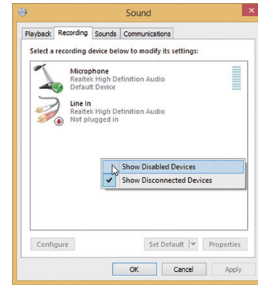 Sound
Playback Recording Sounds Communications
Select a recording device below to modify its settings:
Microphone
Realtek High Definition Audio
Default Device
Line In
Realtek High Definition Audio
Not plugged in
Show Disabled Devices
Show Disconnected Devices
Configure Set Default Properties
OK Cancel Apply